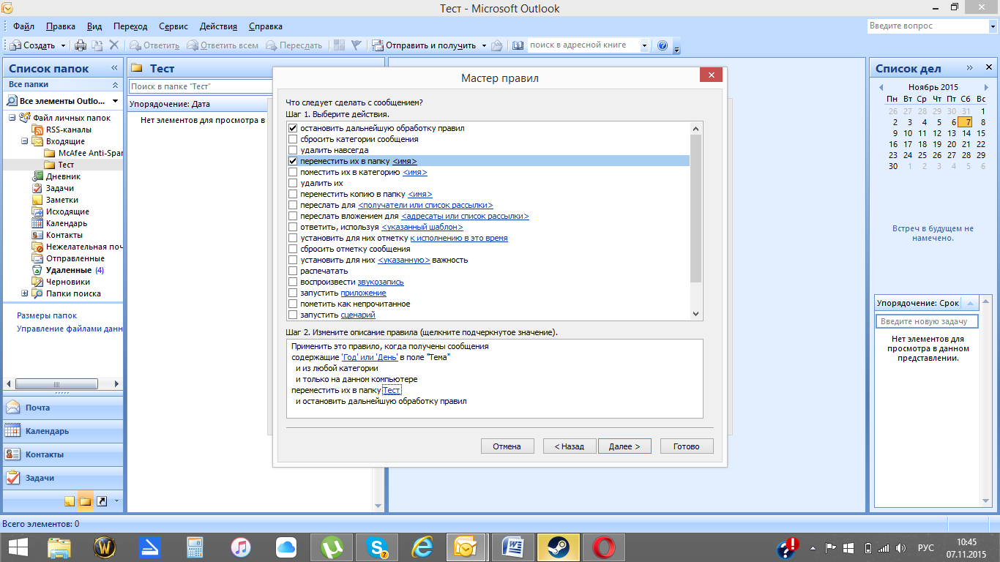 Тест - Microsoft Outlook
Файл Правка Вид Переход Сервис Действия Справка
Введите вопрос
Создать Ответить Ответить всем Переслать Отправить и получить поиск в адресной книге
Список папок «
Все папки
Все элементы Outlo...
Файл личных папок
RSS-каналы
Входящие
McAfee Anti-Spar
Тест
Дневник
Задачи
Заметки
Исходящие
Календарь
Контакты
Нежелательная поч
Отправленные
Удаленные (4)
Черновики
Папки поиска
Размеры папок
Управление файлами данн
Почта
Календарь
Контакты
Задачи
Тест
Поиск в папке "Тест"
Упорядочение: Дата
Нет элементов для просмотра в
Мастер правил
Что следует сделать с сообщением?
Шаг 1. Выберите действия.
остановить дальнейшую обработку правил
сбросить категории сообщения
удалить навсегда
переместить их в папку <имя>
поместить их в категорию <имя>
удалить их
переместить копию в папку <имя>
переслать для <получатели или список рассылки>
переслать вложением для <адресаты или список рассылки>
ответить, используя <указанный шаблон>
установить для них отметку к исполнению в это время
сбросить отметку сообщения
установить для них <указанную> важность
распечатать
воспроизвести звукозапись
запустить приложение
пометить как непрочитанное
запустить сценарий
Шаг 2. Измените описание правила (щелкните подчеркнутое значение).
Применить это правило, когда получены сообщения
содержащие 'Год' или 'День' в поле "Тема"
и из любой категории
и только на данном компьютере
переместить их в папку Тест
и остановить дальнейшую обработку правил
Отмена < Назад Далее > Готово
Список дел »
Ноябрь 2015
Пн Вт Ср Чт Пт Сб Вс
26 27 28 29 30 31 1
2 3 4 5 6 7 8
9 10 11 12 13 14 15
16 17 18 19 20 21 22
23 24 25 26 27 28 29
30 1 2 3 4 5 6
Встреч в будущем не
намечено.
Упорядочение: Срок
Введите новую задачу
Нет элементов для
просмотра в данном
представлении.
Всего элементов: 0
7
РУС
10:45
07.11.2015